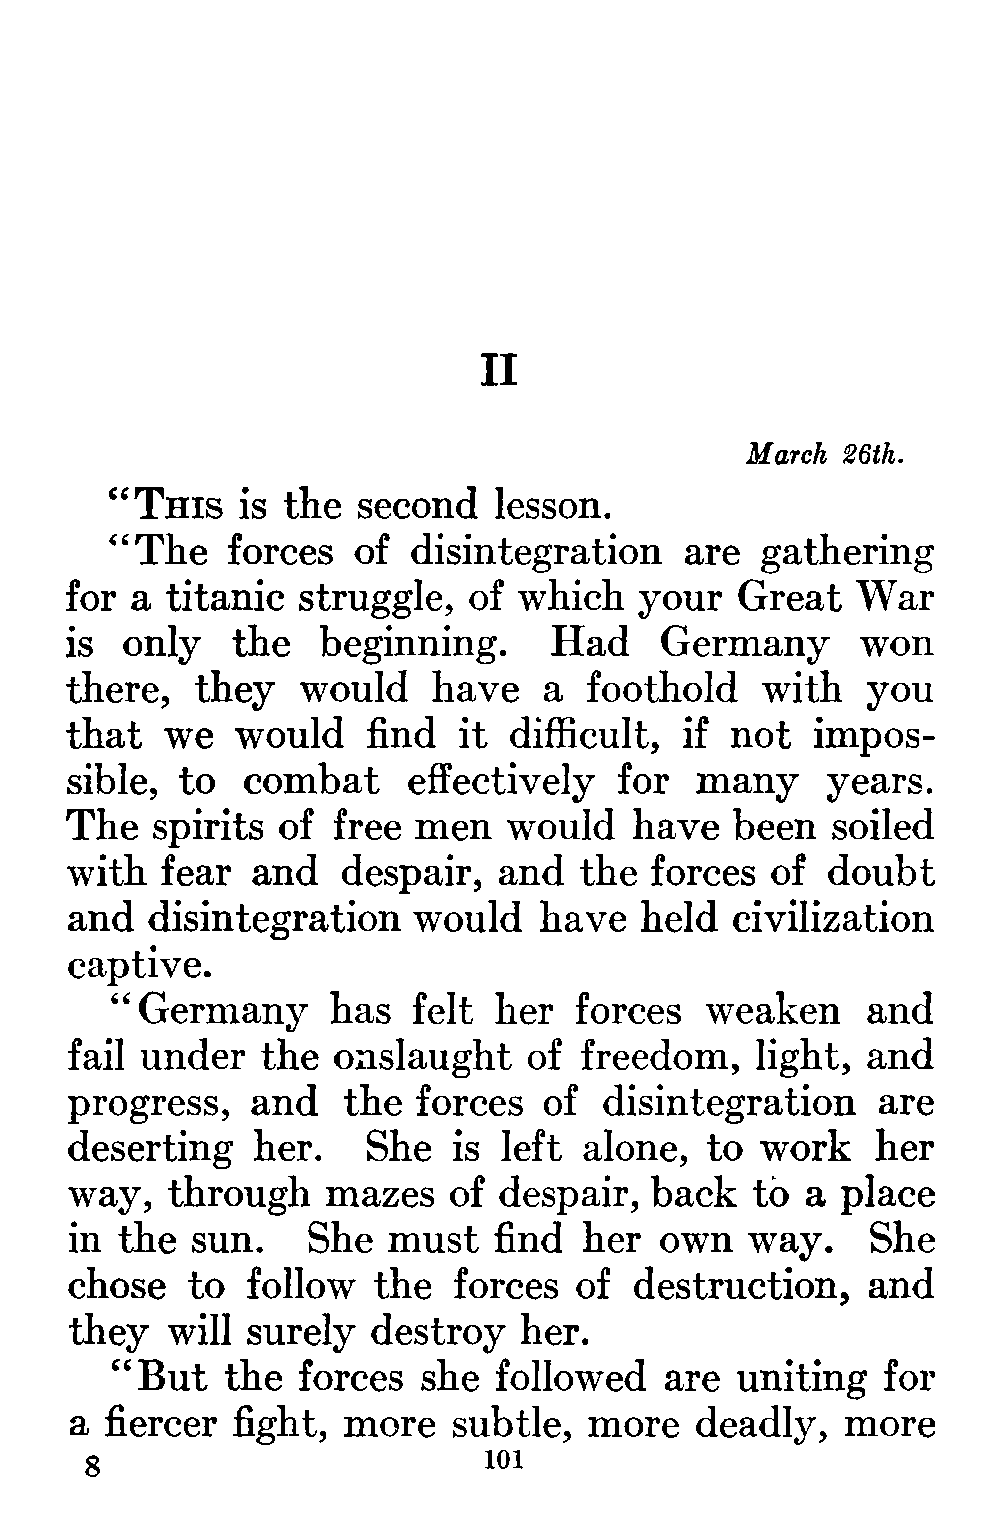 II
March 26th.
“This is the second lesson.
“The forces of disintegration are gathering
for a titanic struggle, of which your Great War
is only the beginning. Had Germany won
there, they would have a foothold with you
that we would find it difficult, if not impos-
sible, to combat effectively for many years.
The spirits of free men would have been soiled
with fear and despair, and the forces of doubt
and disintegration would have held civilization
captive.
“Germany has felt her forces weaken and
fail under the onslaught of freedom, light, and
progress, and the forces of disintegration are
deserting her. She is left alone, to work her
way, through mazes of despair, back to a place
in the sun. She must find her own way. She
chose to follow the forces of destruction, and
they will surely destroy her.
“But the forces she followed are uniting for
a fiercer fight, more subtle, more deadly, more
8 101